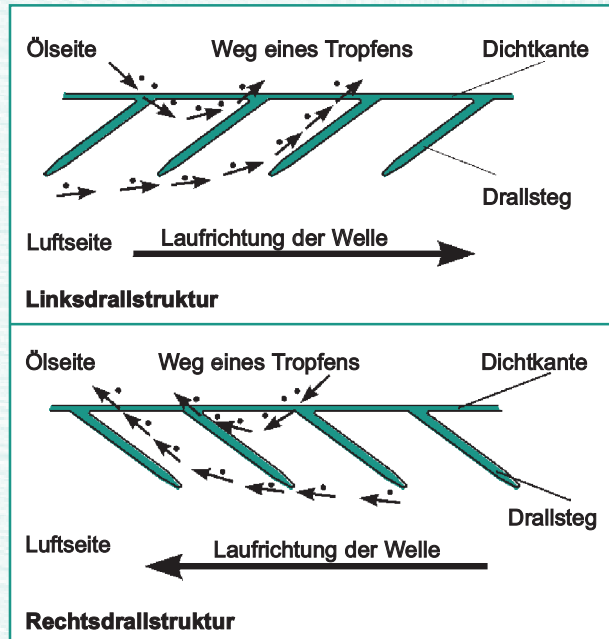 Ölseite Weg eines Tropfens Dichtkante
Drallsteg
Luftseite Laufrichtung der Welle
Linksdrallstruktur
Ölseite Weg eines Tropfens Dichtkante
Drallsteg
Luftseite Laufrichtung der Welle
Rechtsdrallstruktur